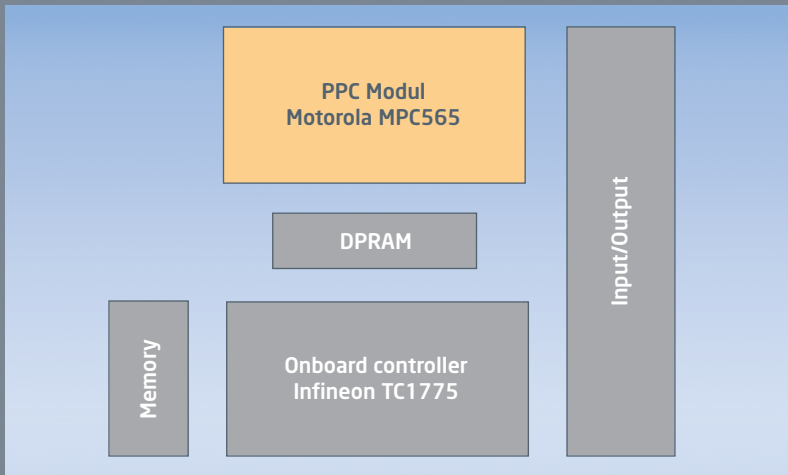 PPC Modul
Motorola MPC565
DPRAM
Input/Output
Memory
Onboard controller
Infineon TC1775